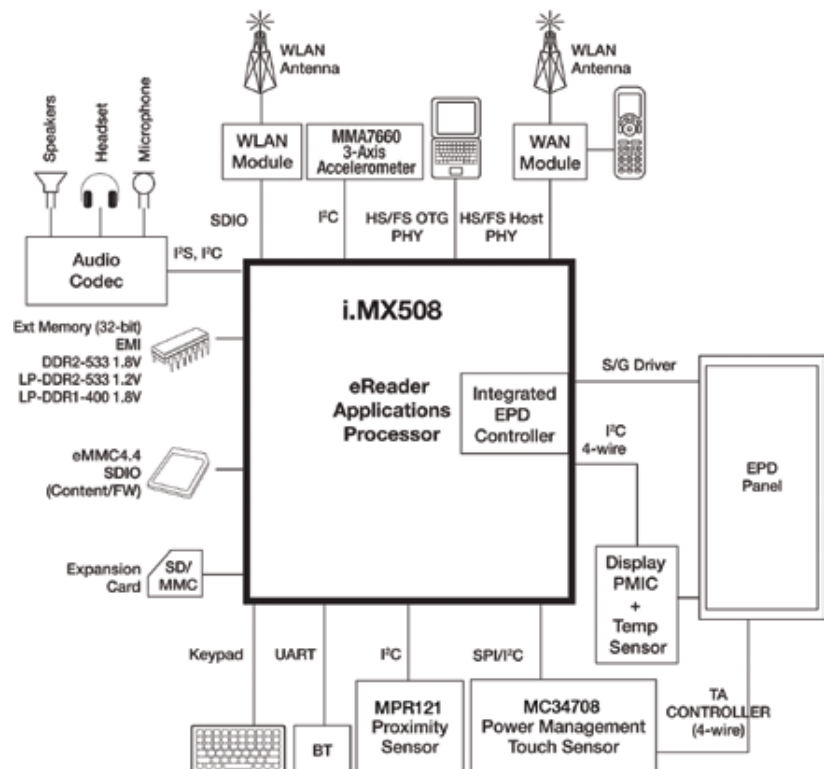 WLAN
Antenna
WLAN
Antenna
Speakers
Headset
Microphone
WLAN
Module
MMA7660
3-Axis
Accelerometer
WAN
Module
SDIO
I²C
HS/FS OTG
PHY
HS/FS Host
PHY
Audio
Codec
I²S, I²C
i.MX508
Ext Memory (32-bit)
EMI
DDR2-533 1.8V
LP-DDR2-533 1.2V
LP-DDR1-400 1.8V
eReader
Applications
Processor
Integrated
EPD
Controller
S/G Driver
I²C
4-wire
EPD
Panel
eMMC4.4
SDIO
(Content/FW)
Expansion
Card
SD/
MMC
Display
PMIC
+
Temp
Sensor
Keypad
UART
I²C
SPI/I²C
TA
CONTROLLER
(4-wire)
BT
MPR121
Proximity
Sensor
MC34708
Power Management
Touch Sensor